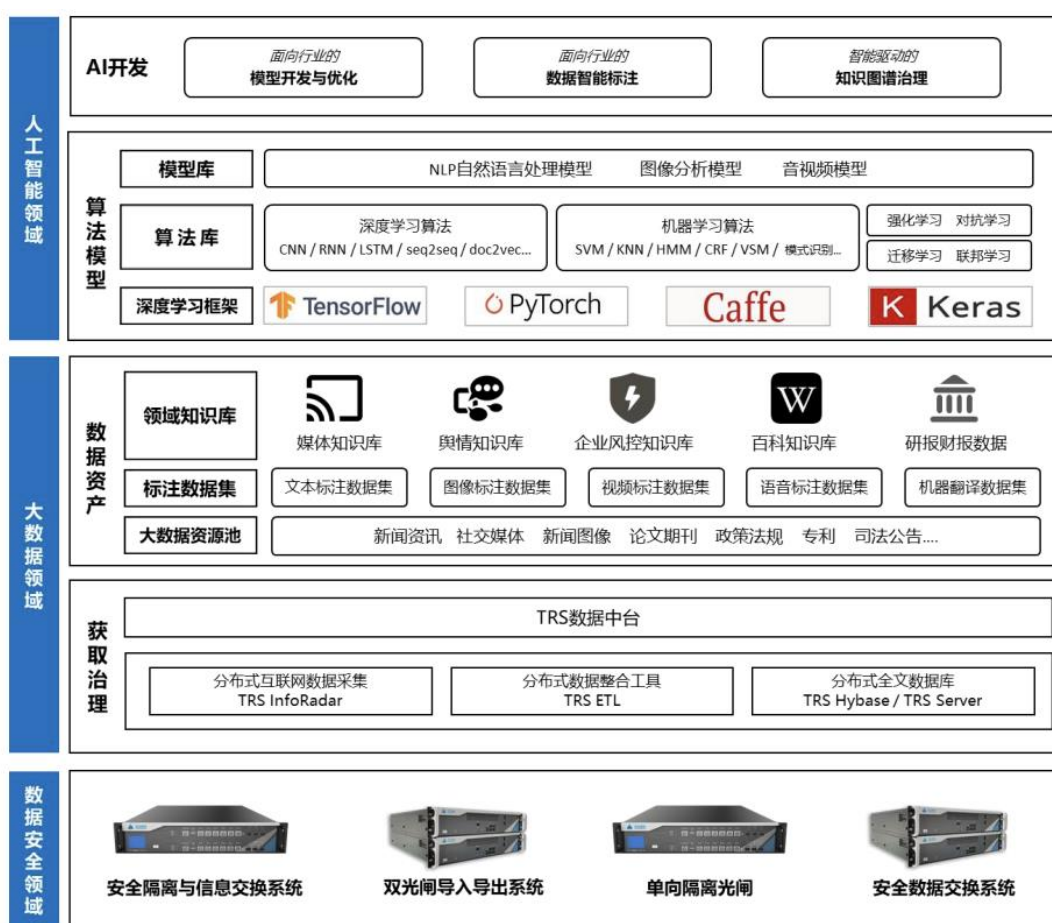 人工智能领域
AI开发
面向行业的
模型开发与优化
面向行业的
数据智能标注
智能驱动的
知识图谱治理
算法模型
模型库
NLP自然语言处理模型 图像分析模型 音视频模型
算法库
深度学习算法
CNN / RNN / LSTM / seq2seq / doc2vec...
机器学习算法
SVM / KNN / HMM / CRF / VSM / 模式识别...
强化学习 对抗学习
迁移学习 联邦学习
深度学习框架
TensorFlow
PyTorch
Caffe
K Keras
大数据领域
数据资产
领域知识库
媒体知识库
舆情知识库
企业风控知识库
W
百科知识库
研报财报数据
标注数据集
文本标注数据集
图像标注数据集
视频标注数据集
语音标注数据集
机器翻译数据集
大数据资源池
新闻资讯 社交媒体 新闻图像 论文期刊 政策法规 专利 司法公告....
获取治理
TRS数据中台
分布式互联网数据采集
TRS InfoRadar
分布式数据整合工具
TRS ETL
分布式全文数据库
TRS Hybase / TRS Server
数据安全领域
安全隔离与信息交换系统
双光闸导入导出系统
单向隔离光闸
安全数据交换系统